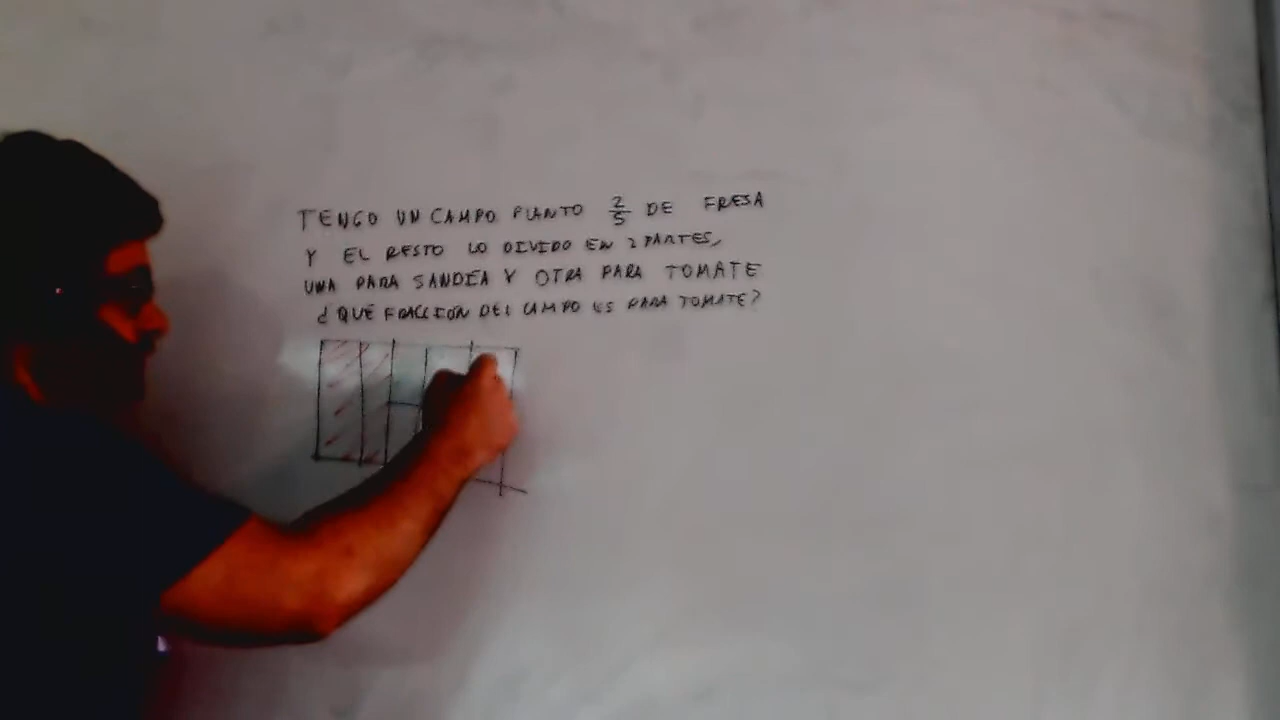 TENGO UN CAMPO PLANTO 2/5 DE FRESA
Y EL RESTO LO DIVIDO EN 2 PARTES,
UNA PARA SANDÍA Y OTRA PARA TOMATE
¿QUÉ FRACCIÓN DEL CAMPO ES PARA TOMATE?